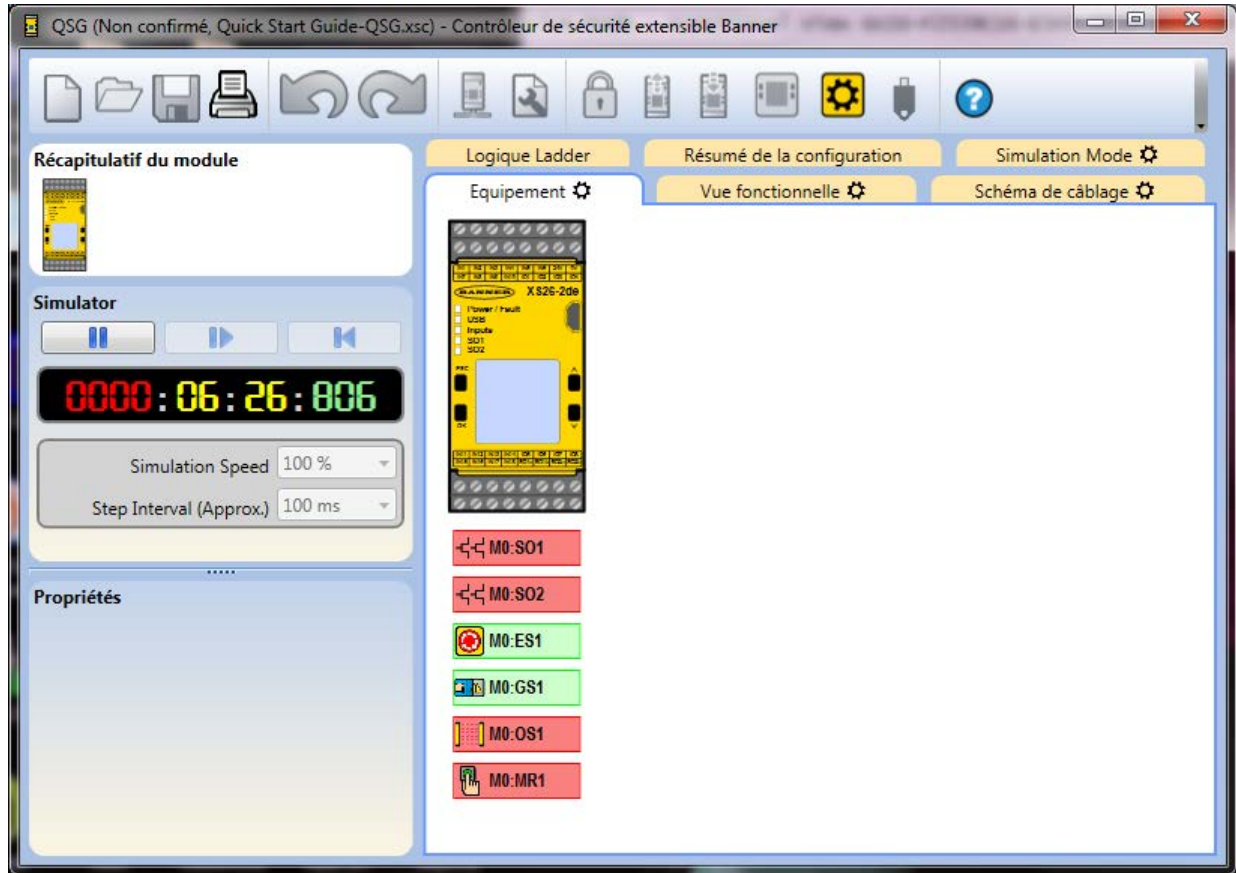 QSG (Non confirmé, Quick Start Guide-QSG.xsc) - Contrôleur de sécurité extensible Banner
Récapitulatif du module
Simulator
0000:06:26:806
Simulation Speed 100 %
Step Interval (Approx.) 100 ms
Propriétés
Logique Ladder Résumé de la configuration Simulation Mode
Equipement Vue fonctionnelle Schéma de câblage
BANNER XS26-2de
Power / Fault
USB
Inputs
SO1
SO2
OK
M0:SO1
M0:SO2
M0:ES1
M0:GS1
M0:OS1
M0:MR1